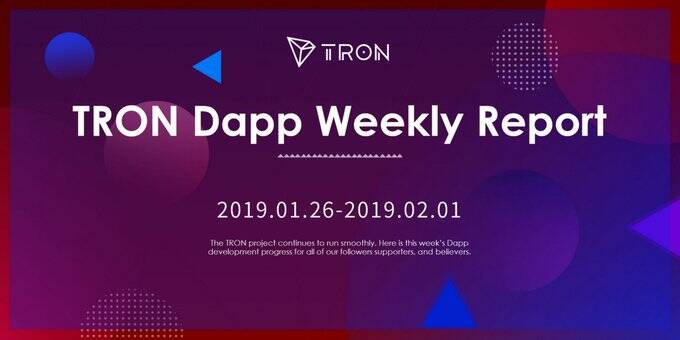 TRON
TRON Dapp Weekly Report
2019.01.26-2019.02.01
The TRON project continues to run smoothly. Here is this week's Dapp
development progress for all of our followers supporters, and believers.